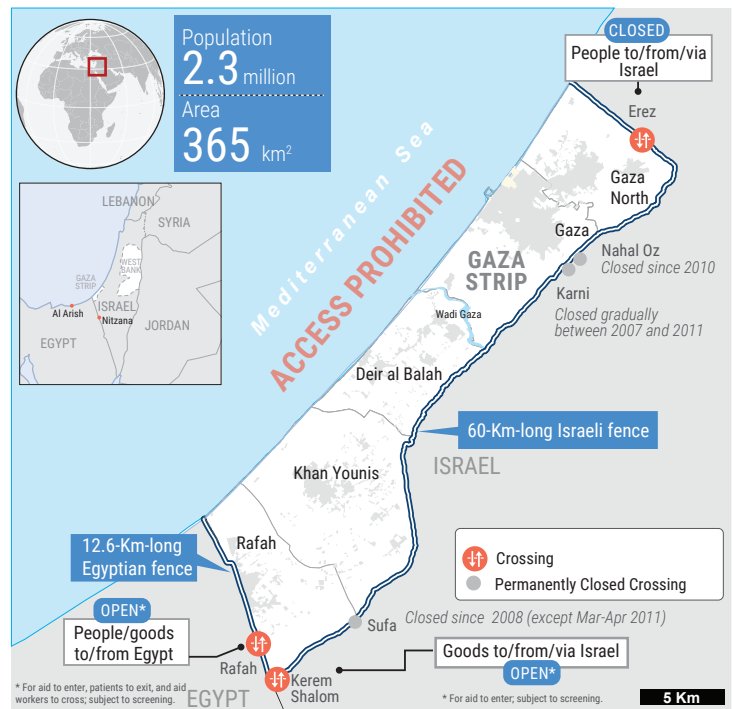 Population
2.3 million
Area
365 km²
CLOSED
People to/from/via
Israel
Erez
Gaza
North
Gaza
Nahal Oz
Closed since 2010
Karni
Closed gradually
between 2007 and 2011
Mediterranean Sea
ACCESS PROHIBITED
GAZA
STRIP
Wadi Gaza
LEBANON
SYRIA
WEST
BANK
GAZA
STRIP
ISRAEL
Al Arish
Nitzana
JORDAN
EGYPT
Deir al Balah
60-Km-long Israeli fence
ISRAEL
Khan Younis
Rafah
12.6-Km-long
Egyptian fence
Crossing
Permanently Closed Crossing
OPEN*
People/goods
to/from Egypt
Rafah
Sufa
Closed since 2008 (except Mar-Apr 2011)
Goods to/from/via Israel
OPEN*
Kerem
Shalom
EGYPT
* For aid to enter, patients to exit, and aid
workers to cross; subject to screening.
* For aid to enter; subject to screening.
5 Km